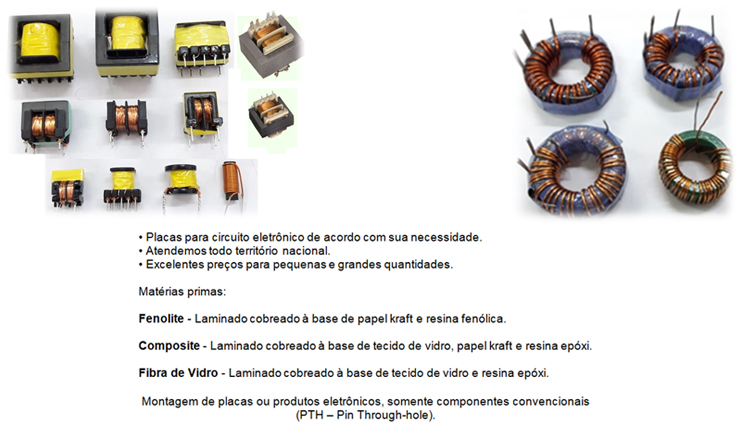 • Placas para circuito eletrônico de acordo com sua necessidade.
• Atendemos todo território nacional.
• Excelentes preços para pequenas e grandes quantidades.
Matérias primas:
Fenolite - Laminado cobreado à base de papel kraft e resina fenólica.
Composite - Laminado cobreado à base de tecido de vidro, papel kraft e resina epóxi.
Fibra de Vidro - Laminado cobreado à base de tecido de vidro e resina epóxi.
Montagem de placas ou produtos eletrônicos, somente componentes convencionais
(PTH – Pin Through-hole).